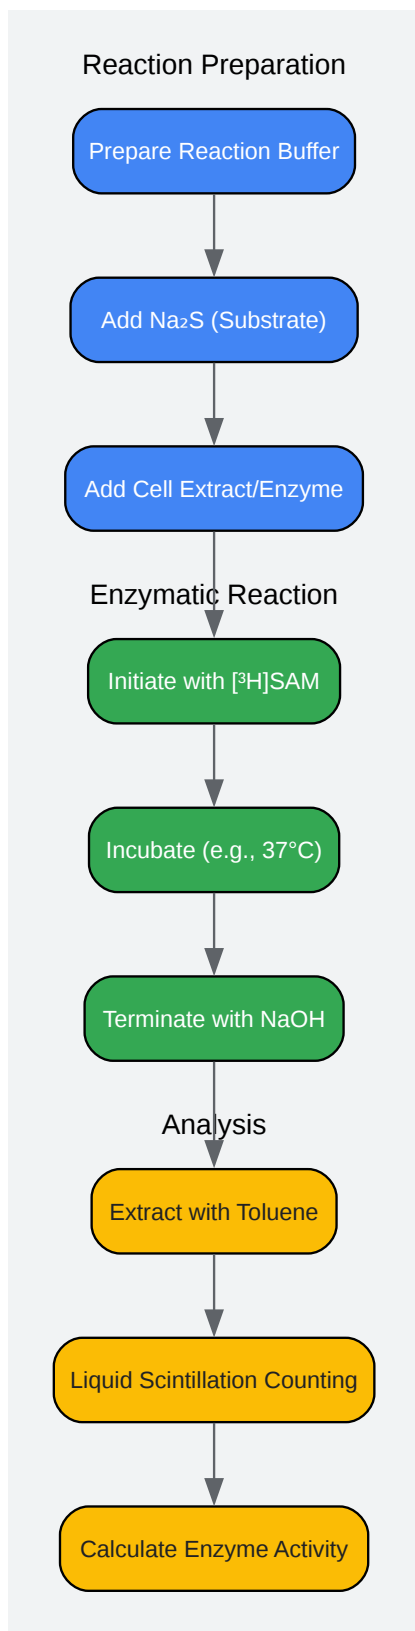 Reaction Preparation
Prepare Reaction Buffer
Add Na₂S (Substrate)
Add Cell Extract/Enzyme
Enzymatic Reaction
Initiate with [³H]SAM
Incubate (e.g., 37°C)
Terminate with NaOH
Analysis
Extract with Toluene
Liquid Scintillation Counting
Calculate Enzyme Activity